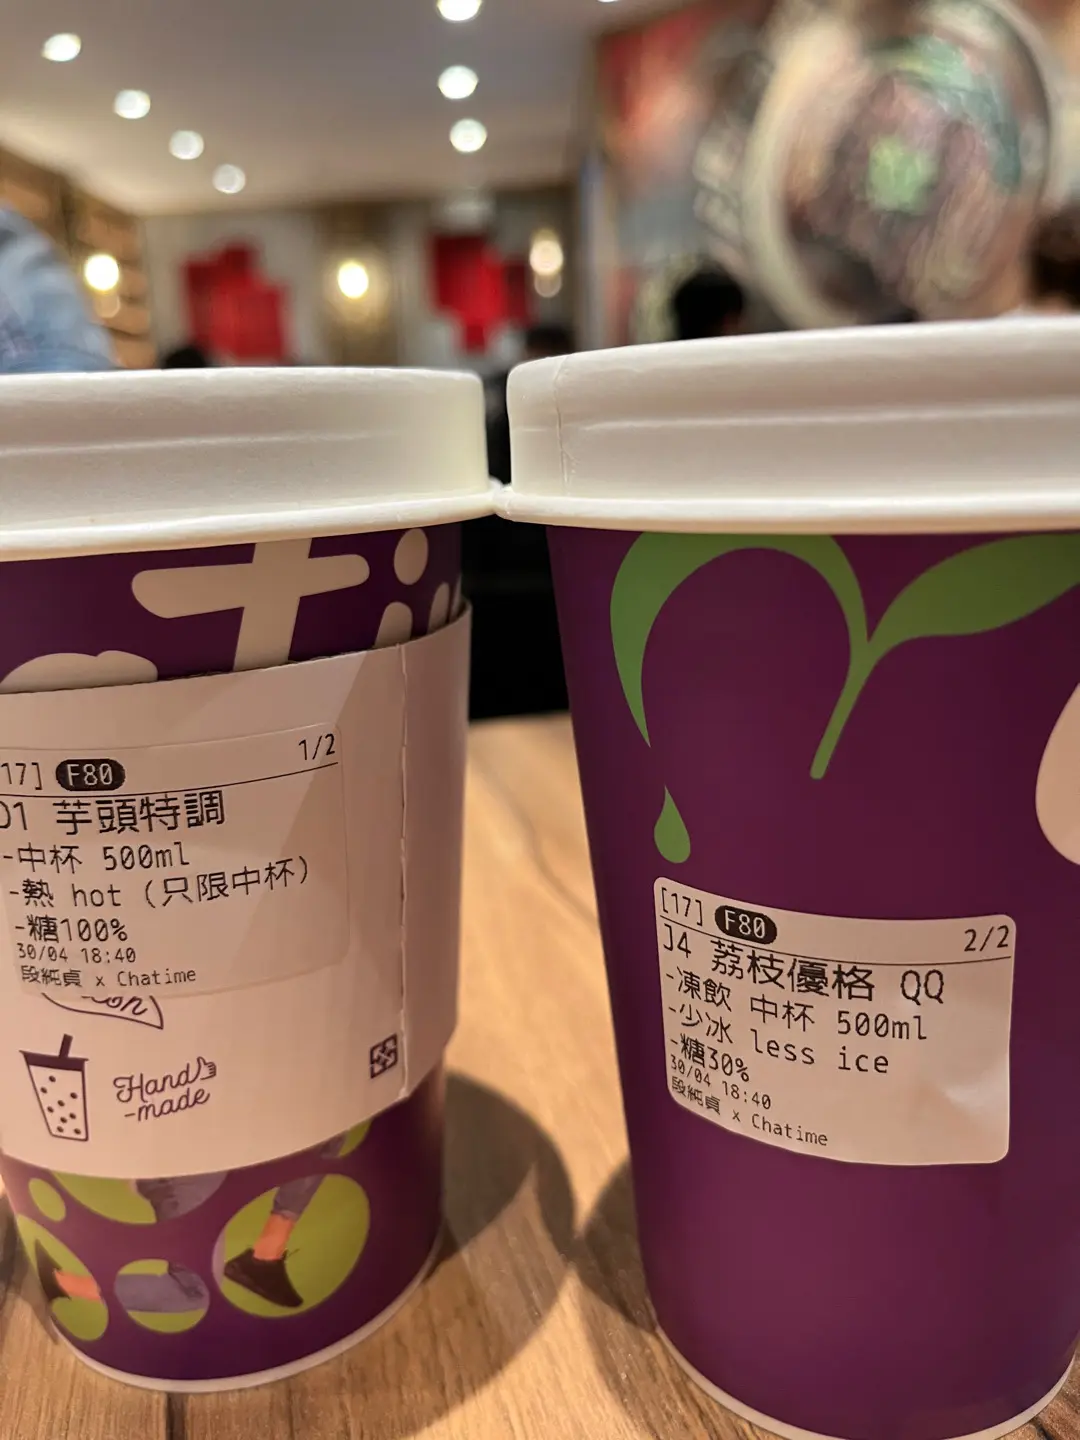 ti
17] F80 1/2
01 芋頭特調
-中杯 500ml
-熱 hot (只限中杯)
-糖100%
30/04 18:40
段純貞 x Chatime
Hand
-made
[17] F80 2/2
J4 荔枝優格 QQ
-凍飲 中杯 500ml
-少冰 less ice
-糖30%
30/04 18:40
段純貞 x Chatime